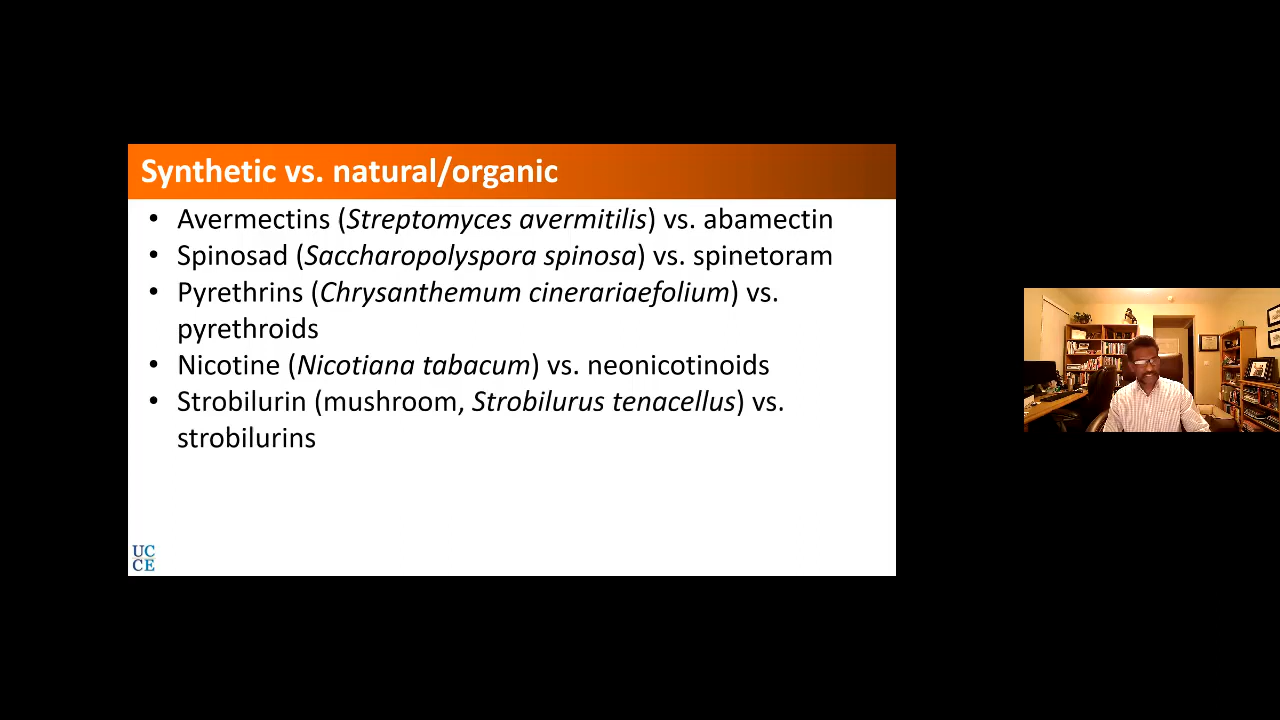 Synthetic vs. natural/organic
• Avermectins (Streptomyces avermitilis) vs. abamectin
• Spinosad (Saccharopolyspora spinosa) vs. spinetoram
• Pyrethrins (Chrysanthemum cinerariaefolium) vs.
pyrethroids
• Nicotine (Nicotiana tabacum) vs. neonicotinoids
• Strobilurin (mushroom, Strobilurus tenacellus) vs.
strobilurins
UC
CE